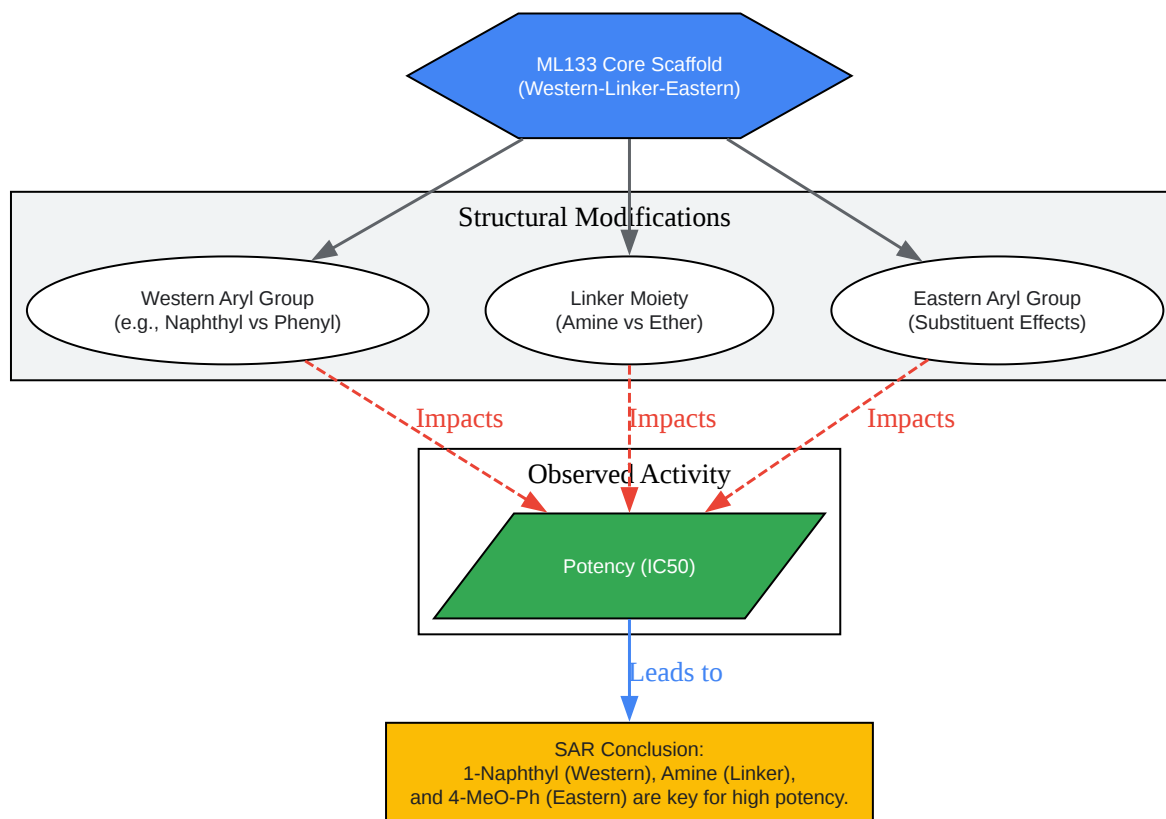 ML133 Core Scaffold
(Western-Linker-Eastern)
Structural Modifications
Western Aryl Group
(e.g., Naphthyl vs Phenyl)
Linker Moiety
(Amine vs Ether)
Eastern Aryl Group
(Substituent Effects)
Impacts
Impacts
Impacts
Observed Activity
Potency (IC50)
Leads to
SAR Conclusion:
1-Naphthyl (Western), Amine (Linker),
and 4-MeO-Ph (Eastern) are key for high potency.